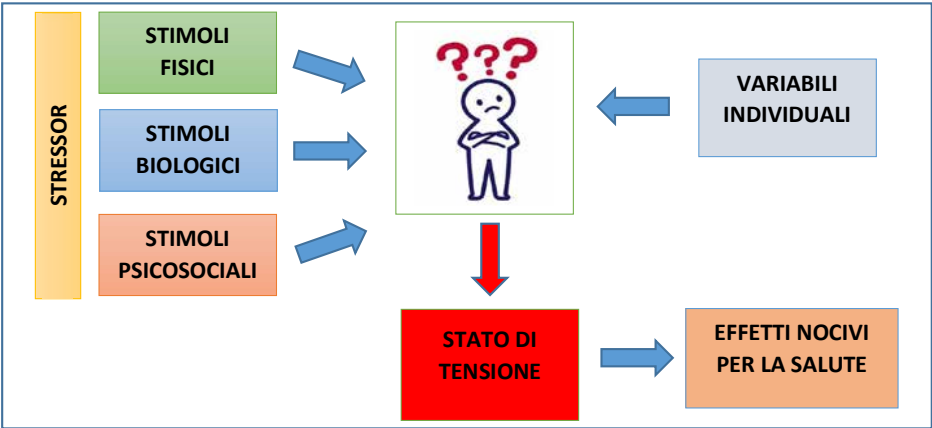 STRESSOR
STIMOLI
FISICI
STIMOLI
BIOLOGICI
STIMOLI
PSICOSOCIALI
???
VARIABILI
INDIVIDUALI
STATO DI
TENSIONE
EFFETTI NOCIVI
PER LA SALUTE